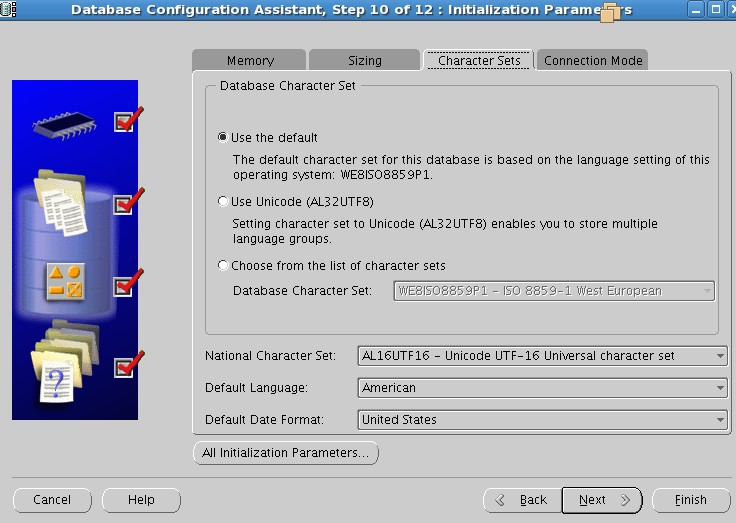 Database Configuration Assistant, Step 10 of 12 : Initialization Parameters
Memory
Sizing
Character Sets
Connection Mode
Database Character Set
Use the default
The default character set for this database is based on the language setting of this
operating system: WE8ISO8859P1.
Use Unicode (AL32UTF8)
Setting character set to Unicode (AL32UTF8) enables you to store multiple
language groups.
Choose from the list of character sets
Database Character Set: WE8ISO8859P1 - ISO 8859-1 West European
National Character Set: AL16UTF16 - Unicode UTF-16 Universal character set
Default Language: American
Default Date Format: United States
All Initialization Parameters...
Cancel Help Back Next Finish